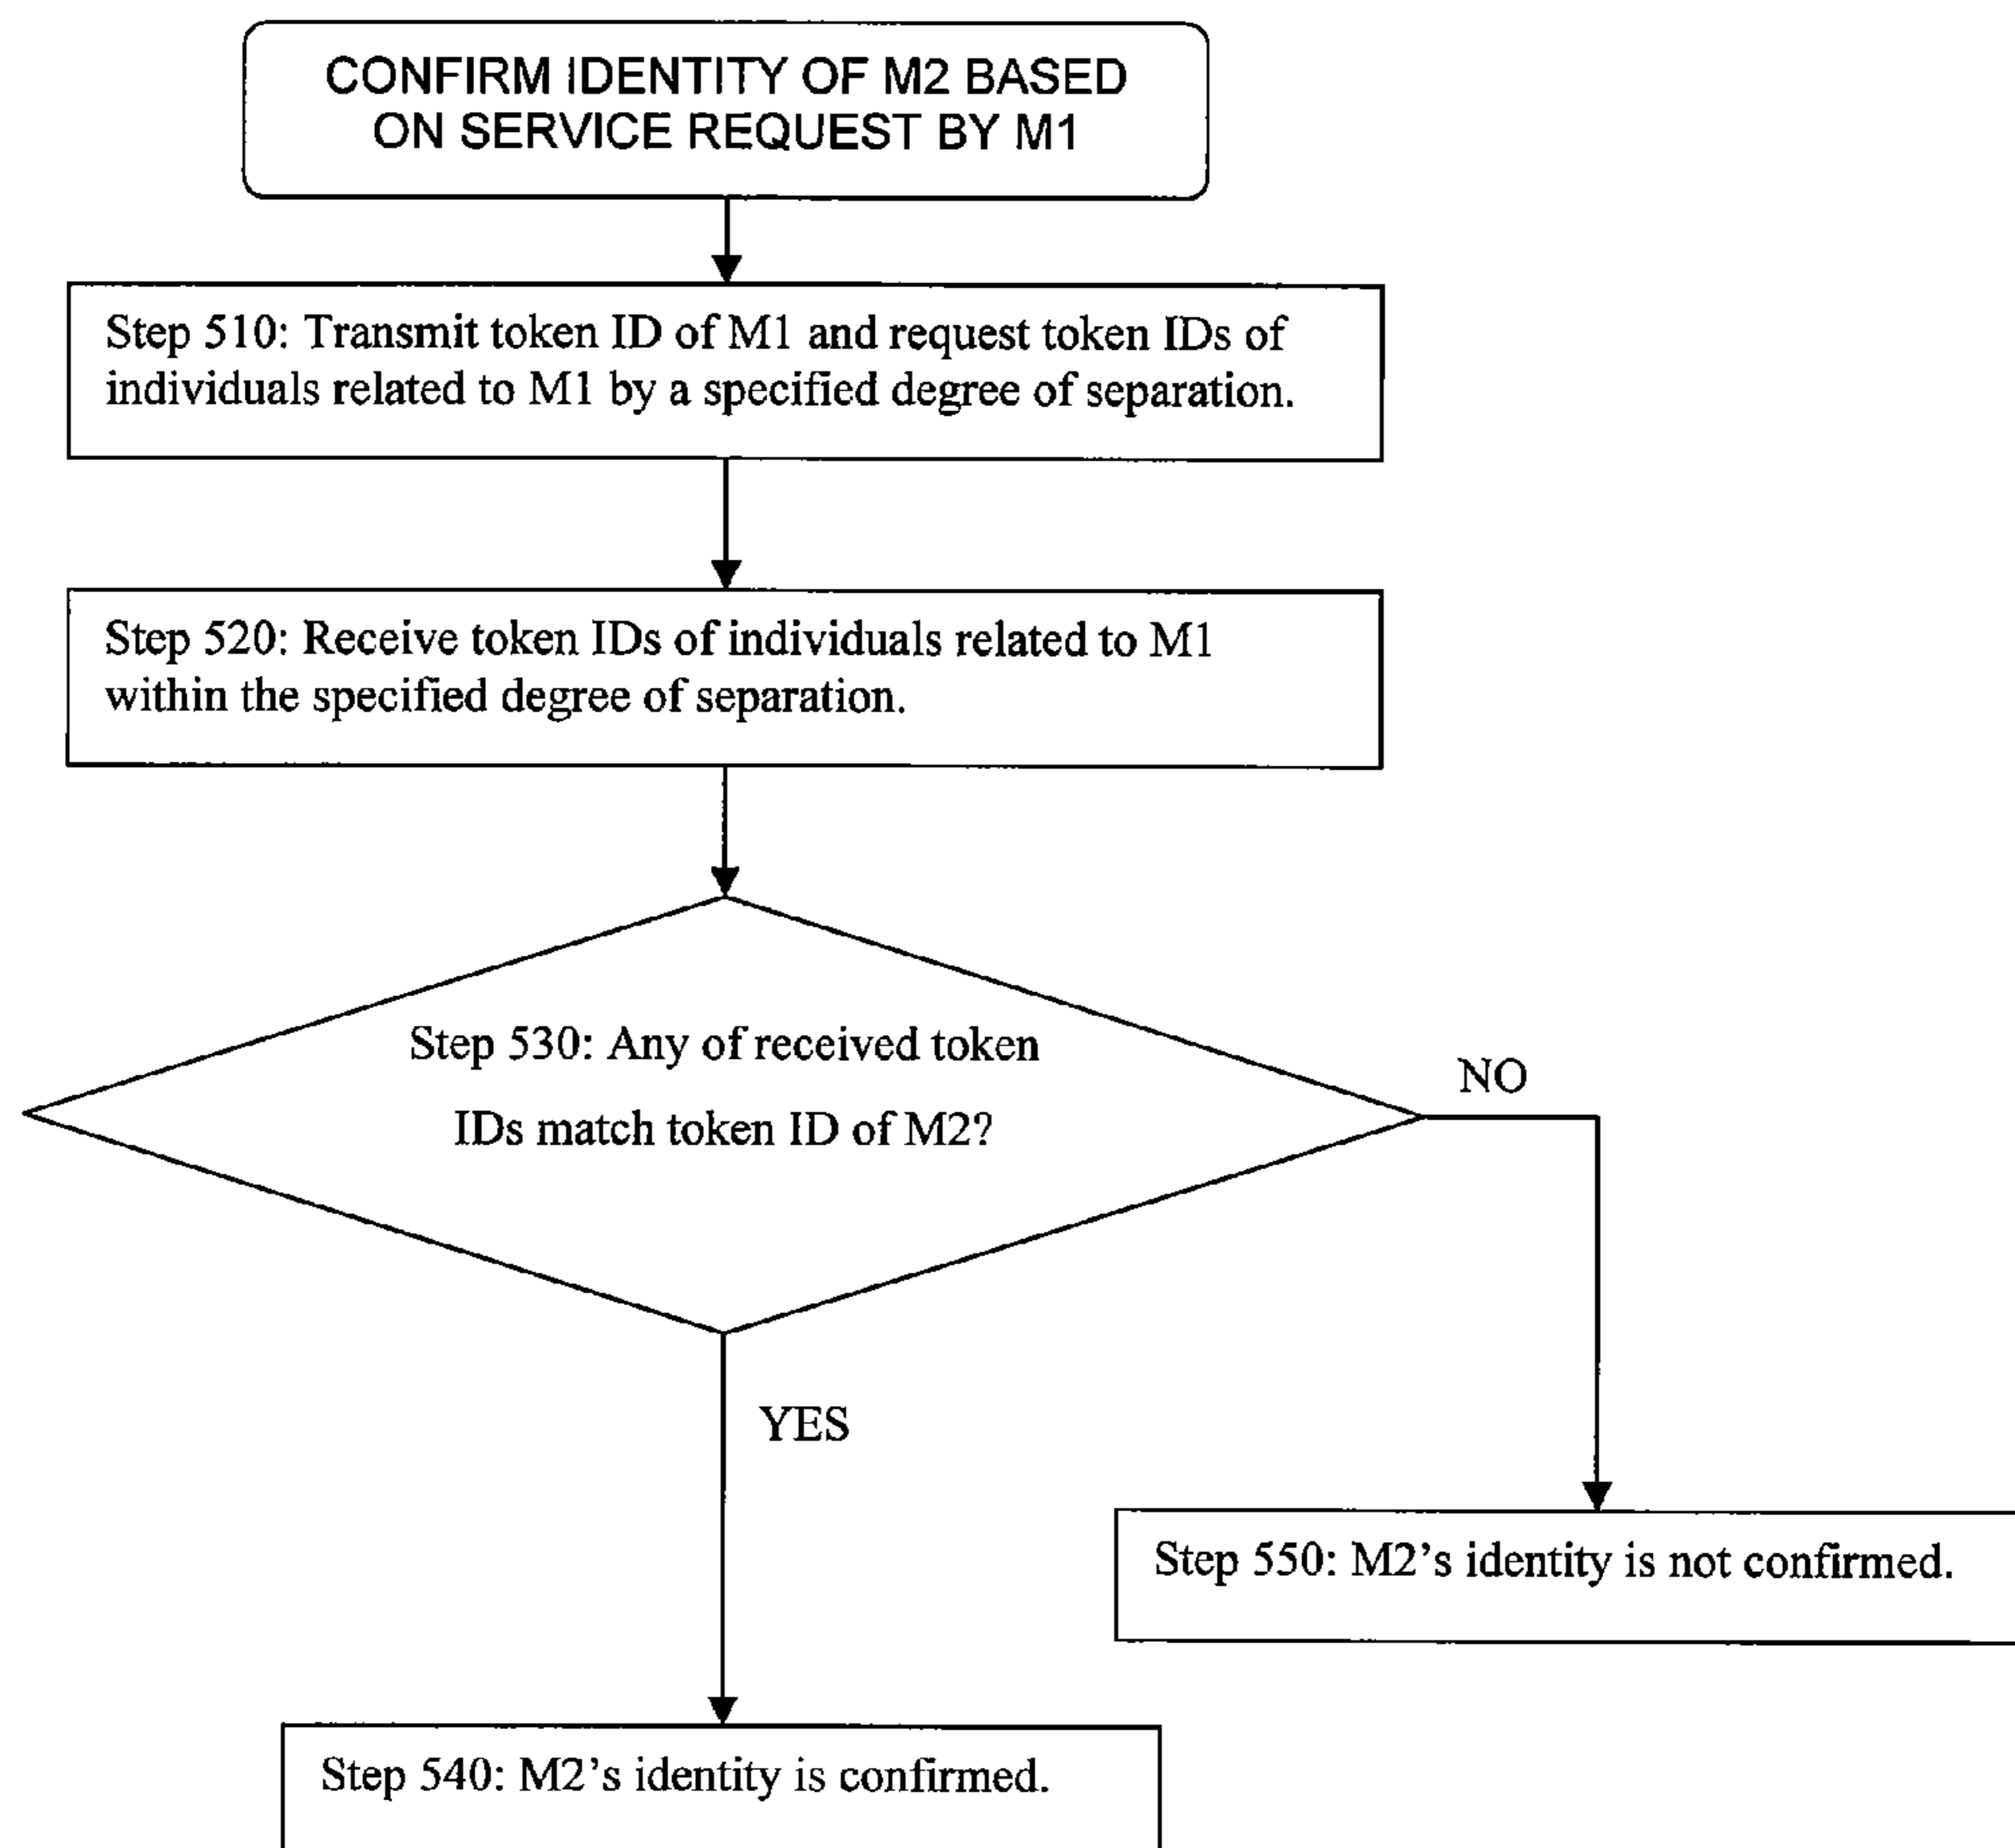 CONFIRM IDENTITY OF M2 BASED
ON SERVICE REQUEST BY M1
Step 510: Transmit token ID of M1 and request token IDs of
individuals related to M1 by a specified degree of separation.
Step 520: Receive token IDs of individuals related to M1
within the specified degree of separation.
Step 530: Any of received token
IDs match token ID of M2?
NO
YES
Step 550: M2’s identity is not confirmed.
Step 540: M2’s identity is confirmed.